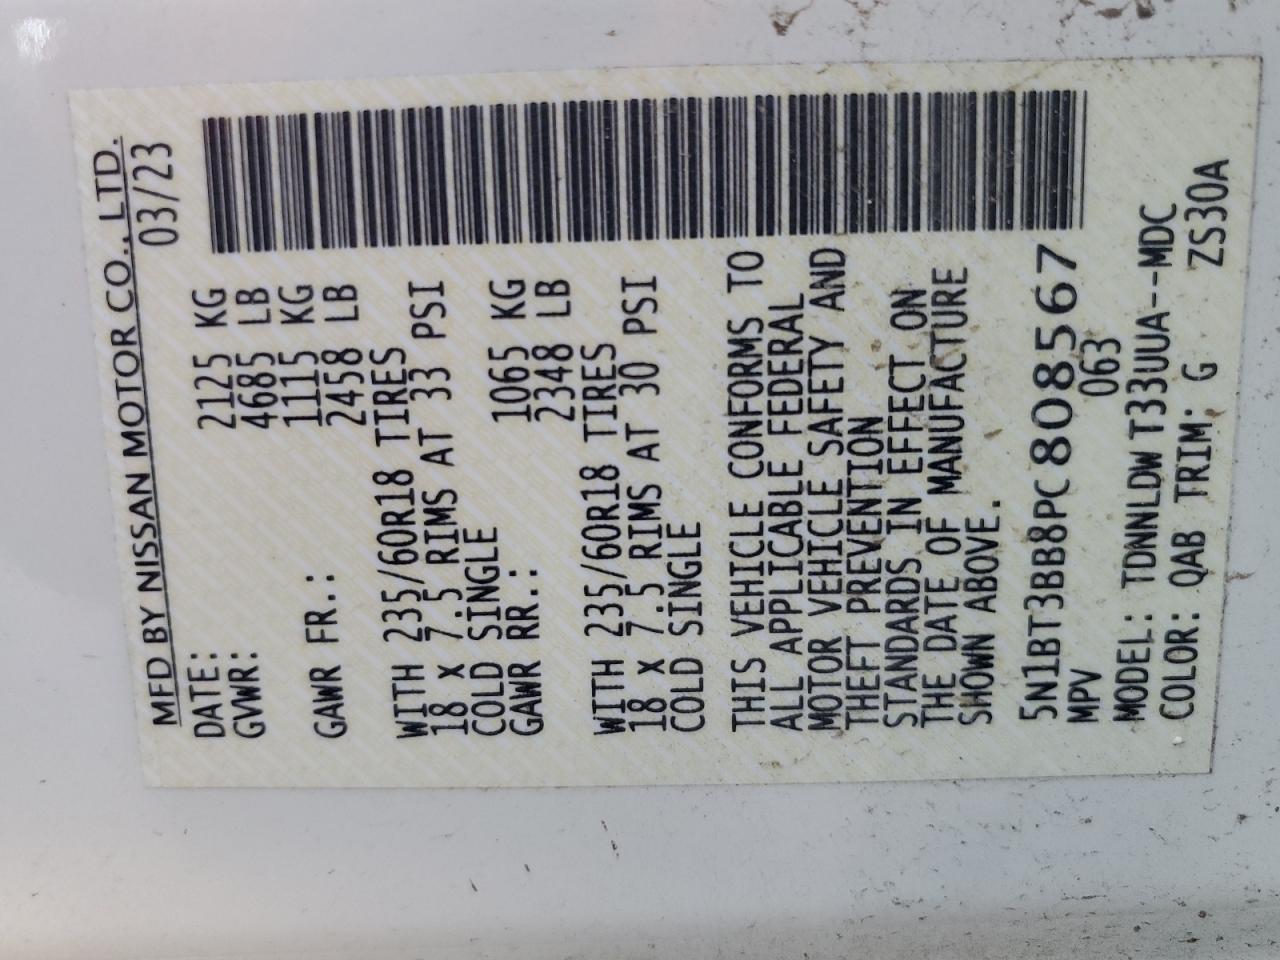 MFD BY NISSAN MOTOR CO., LTD.
DATE: 03/23
GVWR: 2125 KG
4685 LB
GAWR FR.: 1115 KG
2458 LB
WITH 235/60R18 TIRES
18 x 7.5 RIMS AT 33 PSI
COLD SINGLE
GAWR RR.: 1065 KG
2348 LB
WITH 235/60R18 TIRES
18 x 7.5 RIMS AT 30 PSI
COLD SINGLE
THIS VEHICLE CONFORMS TO
ALL APPLICABLE FEDERAL
MOTOR VEHICLE SAFETY AND
THEFT PREVENTION
STANDARDS IN EFFECT ON
THE DATE OF MANUFACTURE
SHOWN ABOVE.
5N1BT3BB8PC808567
MPV 063
MODEL: TDNNLDW T33UUA--MDC
COLOR: QAB TRIM: G ZS30A